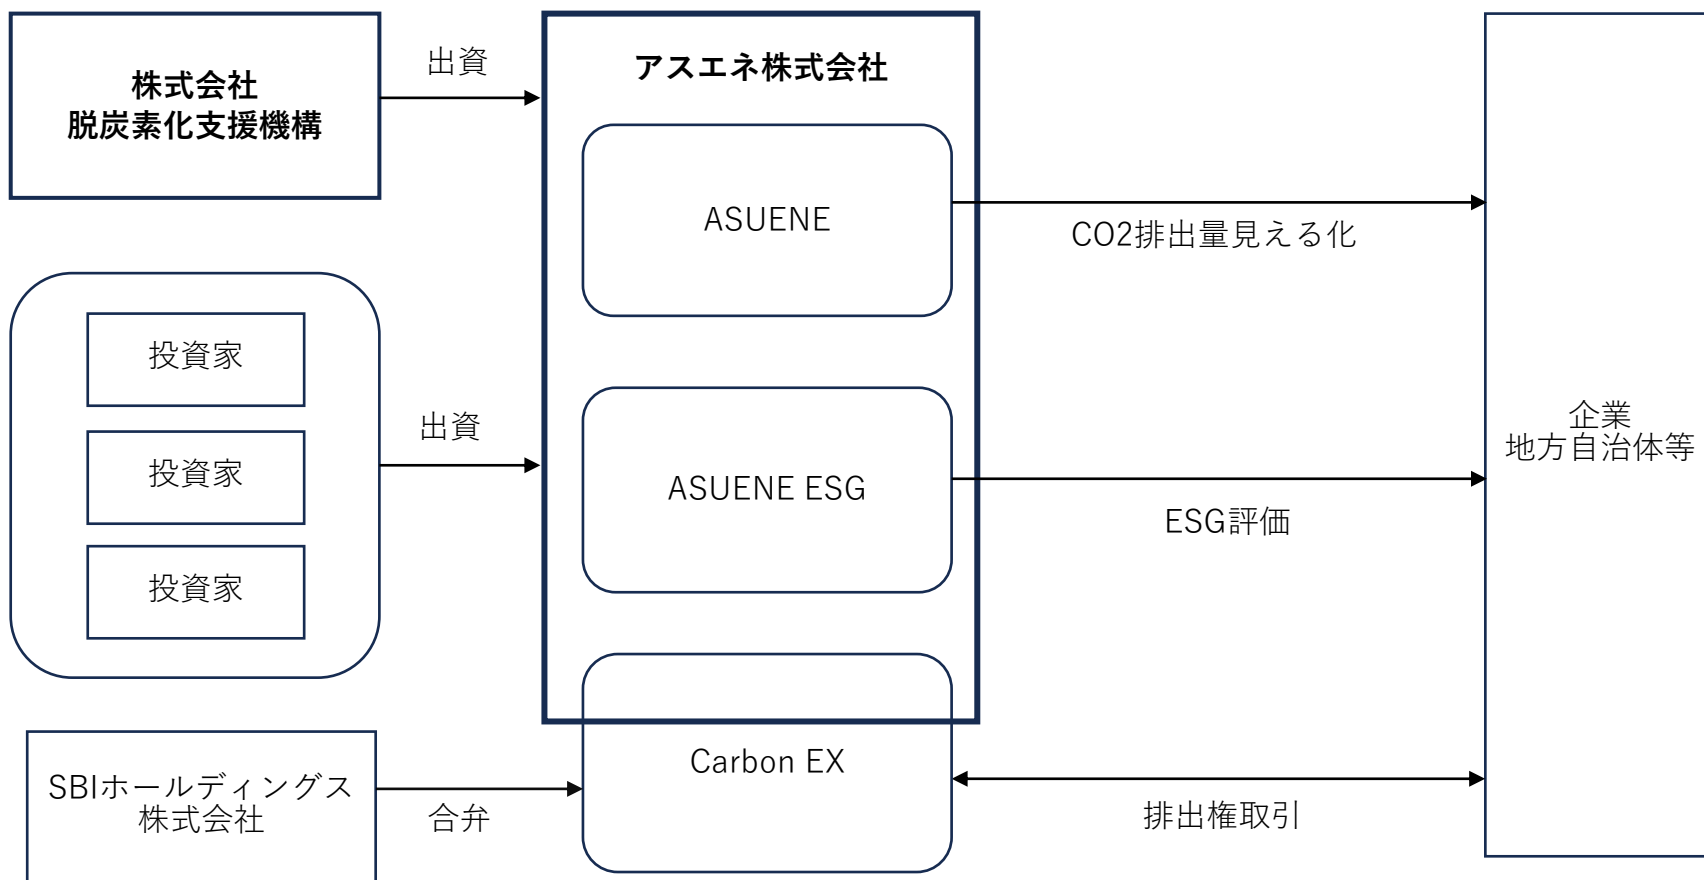 株式会社
脱炭素化支援機構
出資
アスエネ株式会社
ASUENE
CO2排出量見える化
投資家
投資家
投資家
出資
ASUENE ESG
ESG評価
企業
地方自治体等
SBIホールディングス
株式会社
合弁
Carbon EX
排出権取引